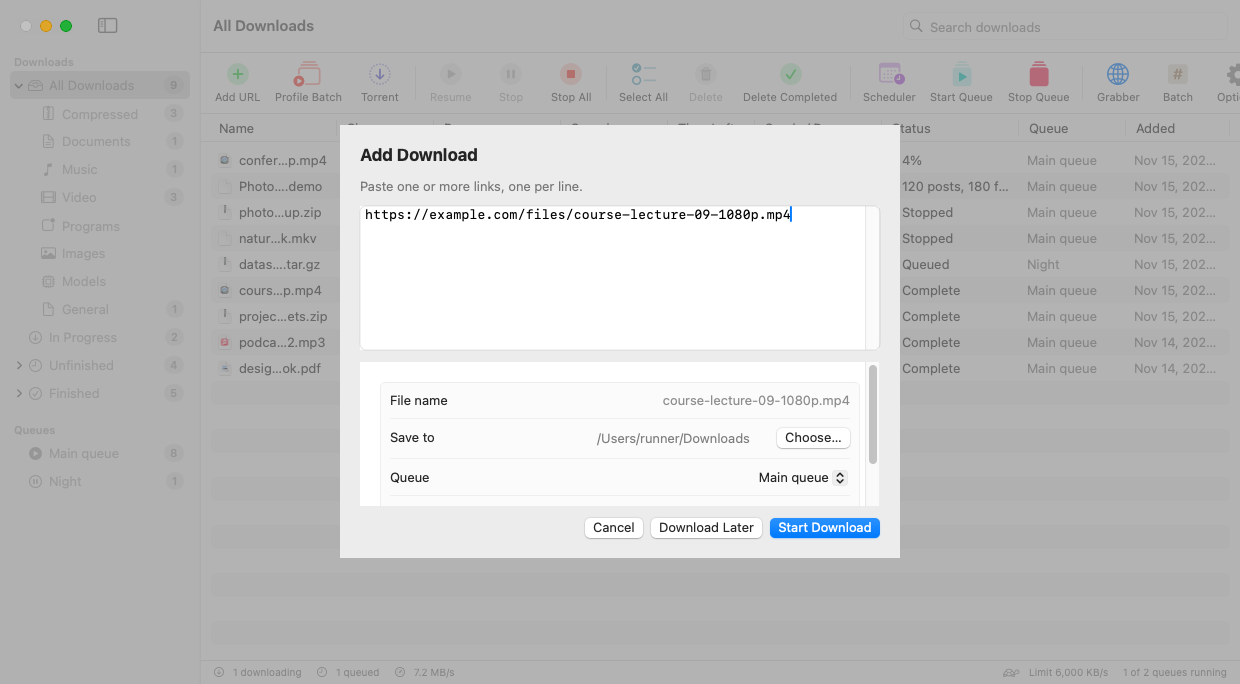 All Downloads
Search downloads
Downloads
All Downloads 9
Compressed 3
Documents 1
Music 1
Video 3
Programs
Images
Models
General 1
In Progress 2
Unfinished 4
Finished 5
Queues
Main queue 8
Night 1
Add URL Profile Batch Torrent Resume Stop Stop All Select All Delete Delete Completed Scheduler Start Queue Stop Queue Grabber # Batch Opti
Name Status Queue Added
confer...p.mp4 4% Main queue Nov 15, 202...
Photo....demo 120 posts, 180 f... Main queue Nov 15, 202...
photo...up.zip Stopped Main queue Nov 15, 202...
natur...k.mkv Stopped Main queue Nov 15, 202...
datas....tar.gz Queued Night Nov 15, 202...
cours...p.mp4 Complete Main queue Nov 15, 202...
projec...ets.zip Complete Main queue Nov 15, 202...
podca...2.mp3 Complete Main queue Nov 14, 202...
desig...ok.pdf Complete Main queue Nov 14, 202...
Add Download
Paste one or more links, one per line.
https://example.com/files/course-lecture-09-1080p.mp4
File name course-lecture-09-1080p.mp4
Save to /Users/runner/Downloads Choose...
Queue Main queue
Cancel Download Later Start Download
1 downloading 1 queued 7.2 MB/s Limit 6,000 KB/s 1 of 2 queues running